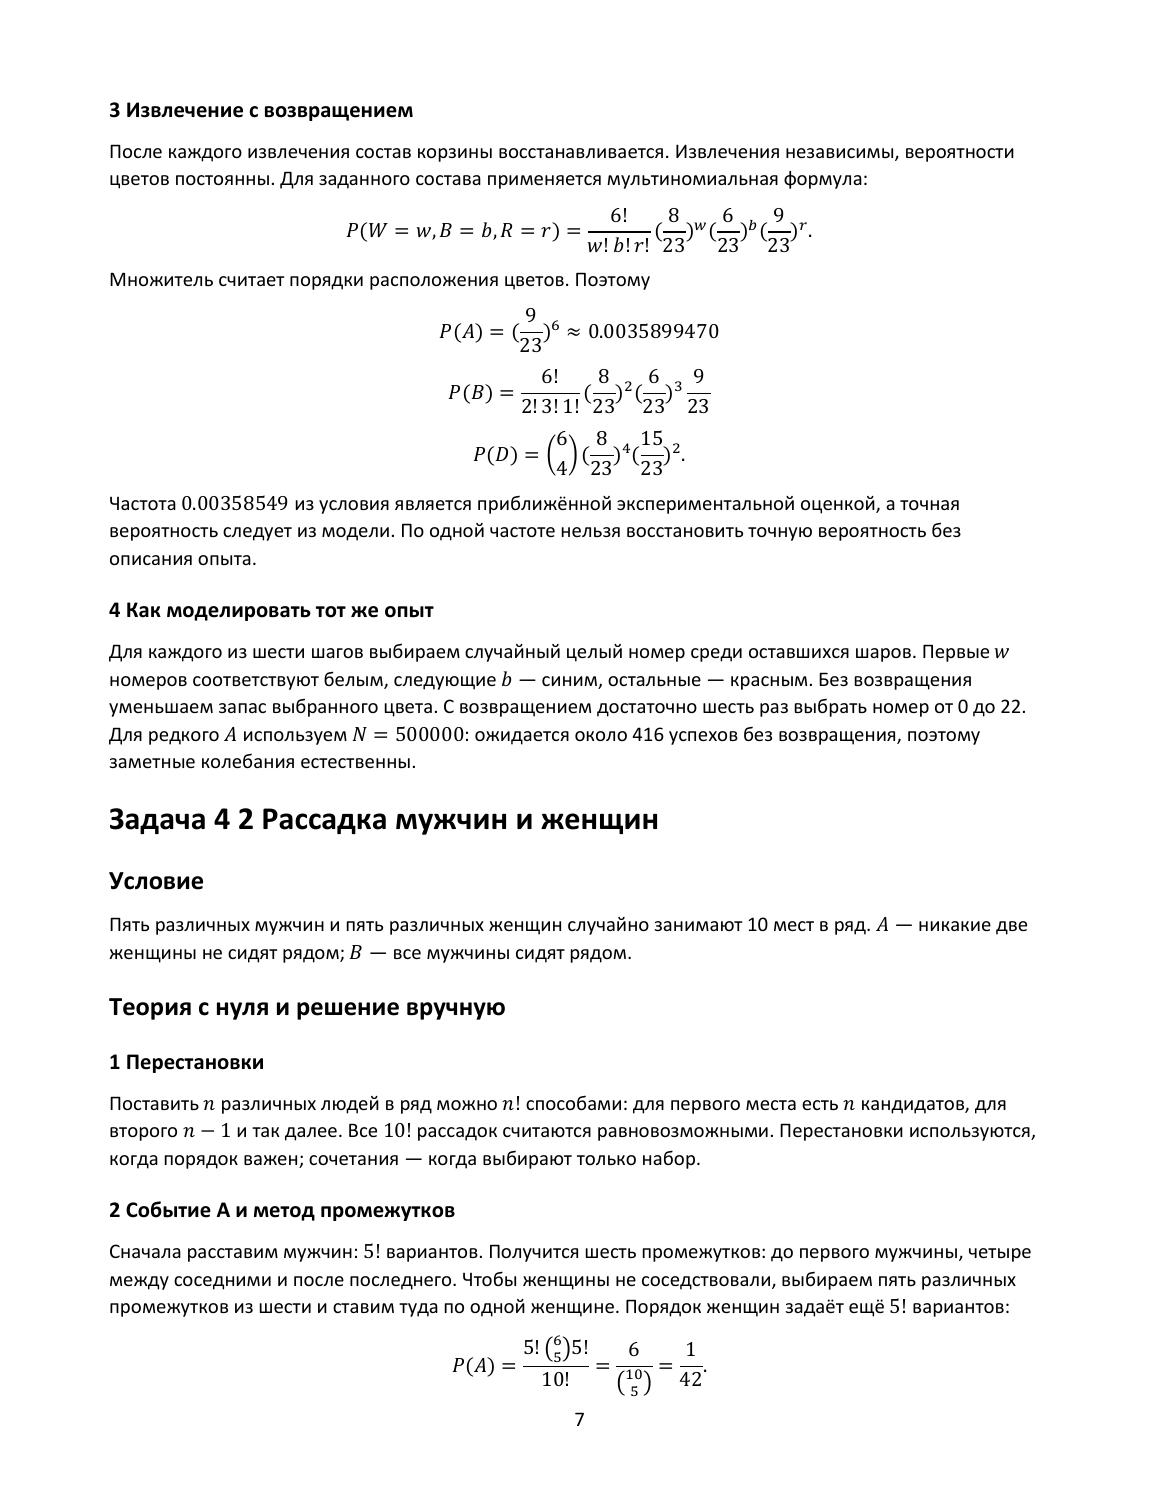 3 Извлечение с возвращением
После каждого извлечения состав корзины восстанавливается. Извлечения независимы, вероятности
цветов постоянны. Для заданного состава применяется мультиномиальная формула:
P(W = w, B = b, R = r) = 6!/(w! b! r!) (8/23)^w (6/23)^b (9/23)^r.
Множитель считает порядки расположения цветов. Поэтому
P(A) = (9/23)^6 ≈ 0.0035899470
P(B) = 6!/(2! 3! 1!) (8/23)^2 (6/23)^3 9/23
P(D) = (6 4) (8/23)^4 (15/23)^2.
Частота 0.00358549 из условия является приближённой экспериментальной оценкой, а точная
вероятность следует из модели. По одной частоте нельзя восстановить точную вероятность без
описания опыта.
4 Как моделировать тот же опыт
Для каждого из шести шагов выбираем случайный целый номер среди оставшихся шаров. Первые w
номеров соответствуют белым, следующие b — синим, остальные — красным. Без возвращения
уменьшаем запас выбранного цвета. С возвращением достаточно шесть раз выбрать номер от 0 до 22.
Для редкого A используем N = 500000: ожидается около 416 успехов без возвращения, поэтому
заметные колебания естественны.
Задача 4 2 Рассадка мужчин и женщин
Условие
Пять различных мужчин и пять различных женщин случайно занимают 10 мест в ряд. A — никакие две
женщины не сидят рядом; B — все мужчины сидят рядом.
Теория с нуля и решение вручную
1 Перестановки
Поставить n различных людей в ряд можно n! способами: для первого места есть n кандидатов, для
второго n − 1 и так далее. Все 10! рассадок считаются равновозможными. Перестановки используются,
когда порядок важен; сочетания — когда выбирают только набор.
2 Событие A и метод промежутков
Сначала расставим мужчин: 5! вариантов. Получится шесть промежутков: до первого мужчины, четыре
между соседними и после последнего. Чтобы женщины не соседствовали, выбираем пять различных
промежутков из шести и ставим туда по одной женщине. Порядок женщин задаёт ещё 5! вариантов:
P(A) = 5! (6 5) 5!/10! = 6/(10 5) = 1/42.
7